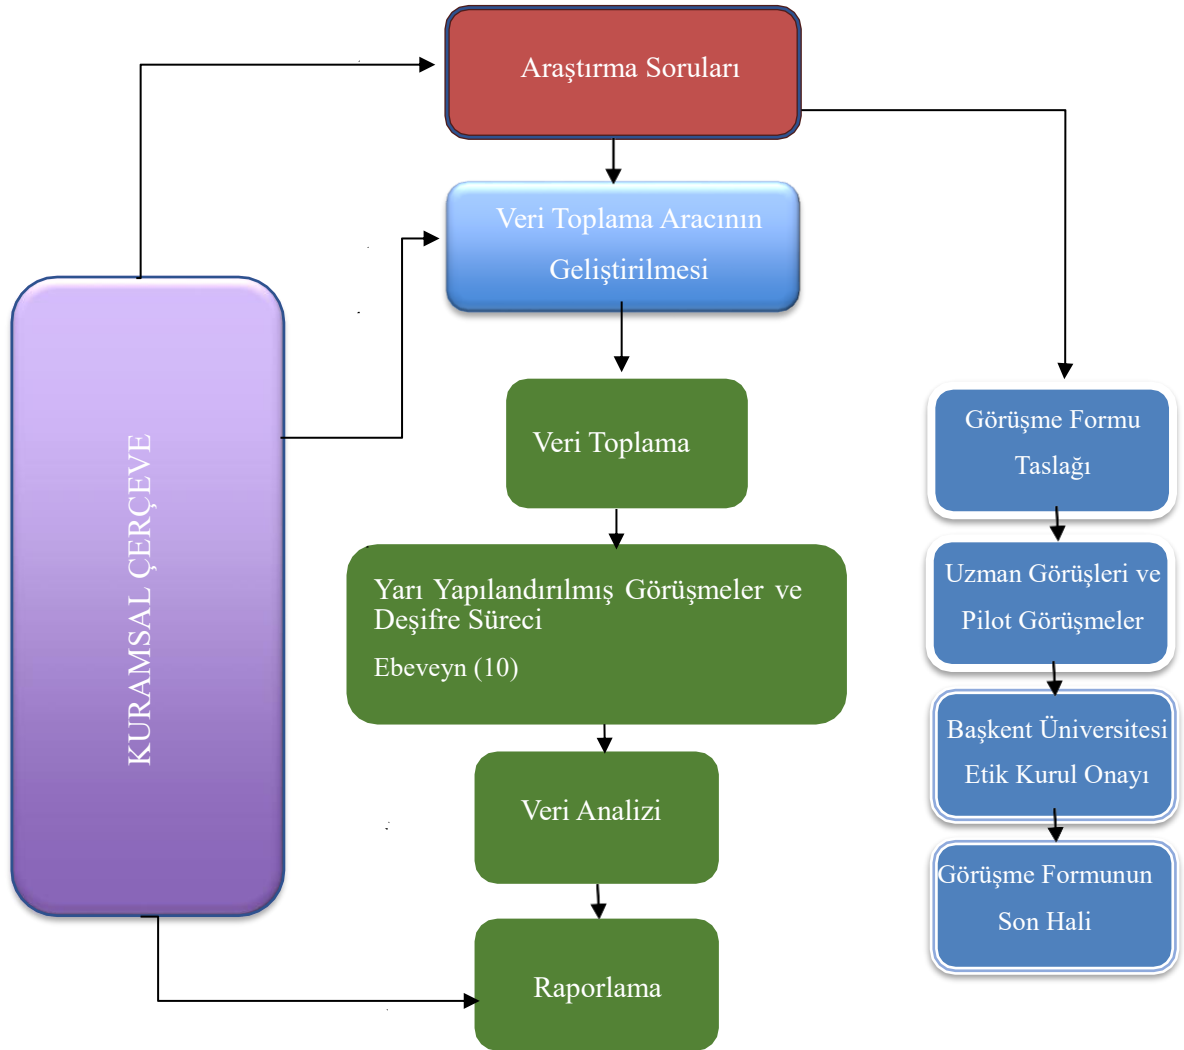 Araştırma Soruları
Veri Toplama Aracının
Geliştirilmesi
KURAMSAL ÇERÇEVE
Veri Toplama
Yarı Yapılandırılmış Görüşmeler ve
Deşifre Süreci
Ebeveyn (10)
Veri Analizi
Raporlama
Görüşme Formu
Taslağı
Uzman Görüşleri ve
Pilot Görüşmeler
Başkent Üniversitesi
Etik Kurul Onayı
Görüşme Formunun
Son Hali